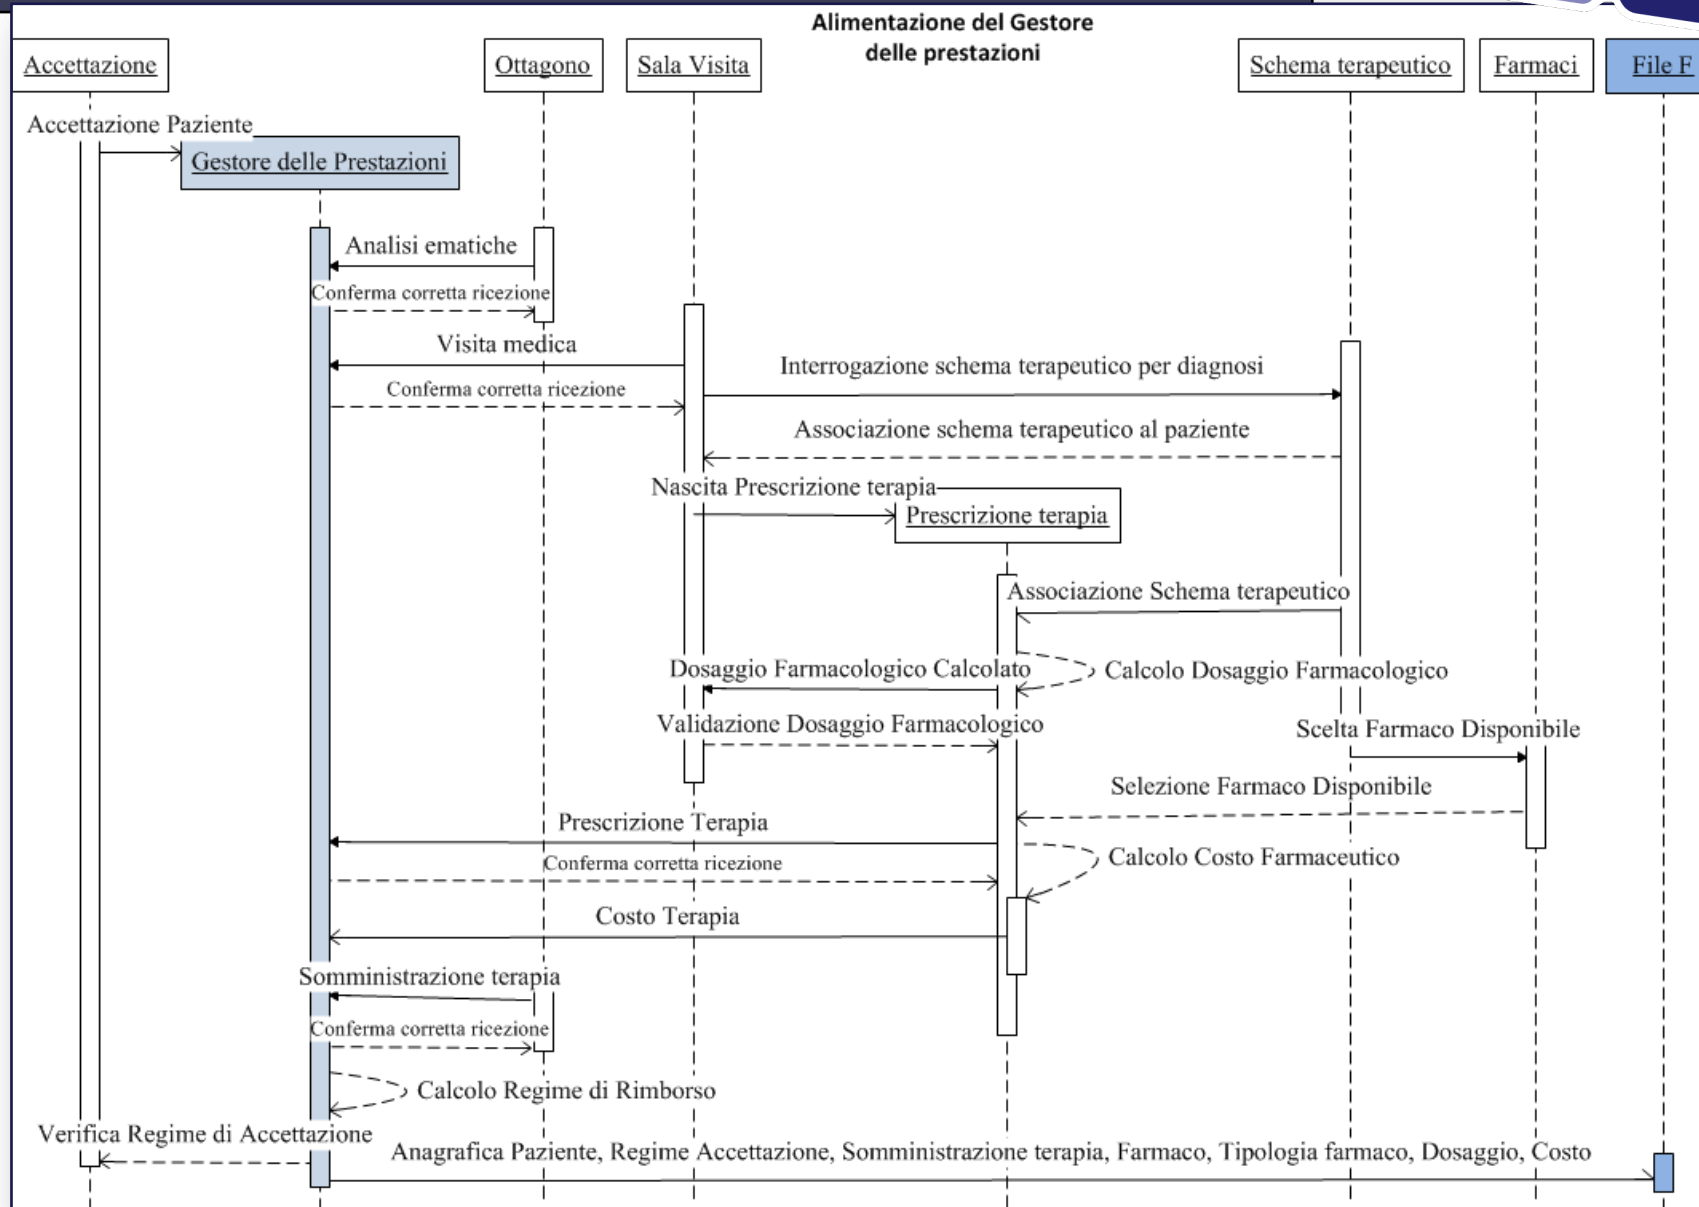 Alimentazione del Gestore
delle prestazioni
Accettazione
Ottagono
Sala Visita
Schema terapeutico
Farmaci
File F
Accettazione Paziente
Gestore delle Prestazioni
Analisi ematiche
Conferma corretta ricezione
Visita medica
Interrogazione schema terapeutico per diagnosi
Conferma corretta ricezione
Associazione schema terapeutico al paziente
Nascita Prescrizione terapia
Prescrizione terapia
Associazione Schema terapeutico
Dosaggio Farmacologico Calcolato
Calcolo Dosaggio Farmacologico
Validazione Dosaggio Farmacologico
Scelta Farmaco Disponibile
Selezione Farmaco Disponibile
Prescrizione Terapia
Conferma corretta ricezione
Calcolo Costo Farmaceutico
Costo Terapia
Somministrazione terapia
Conferma corretta ricezione
Calcolo Regime di Rimborso
Verifica Regime di Accettazione
Anagrafica Paziente, Regime Accettazione, Somministrazione terapia, Farmaco, Tipologia farmaco, Dosaggio, Costo